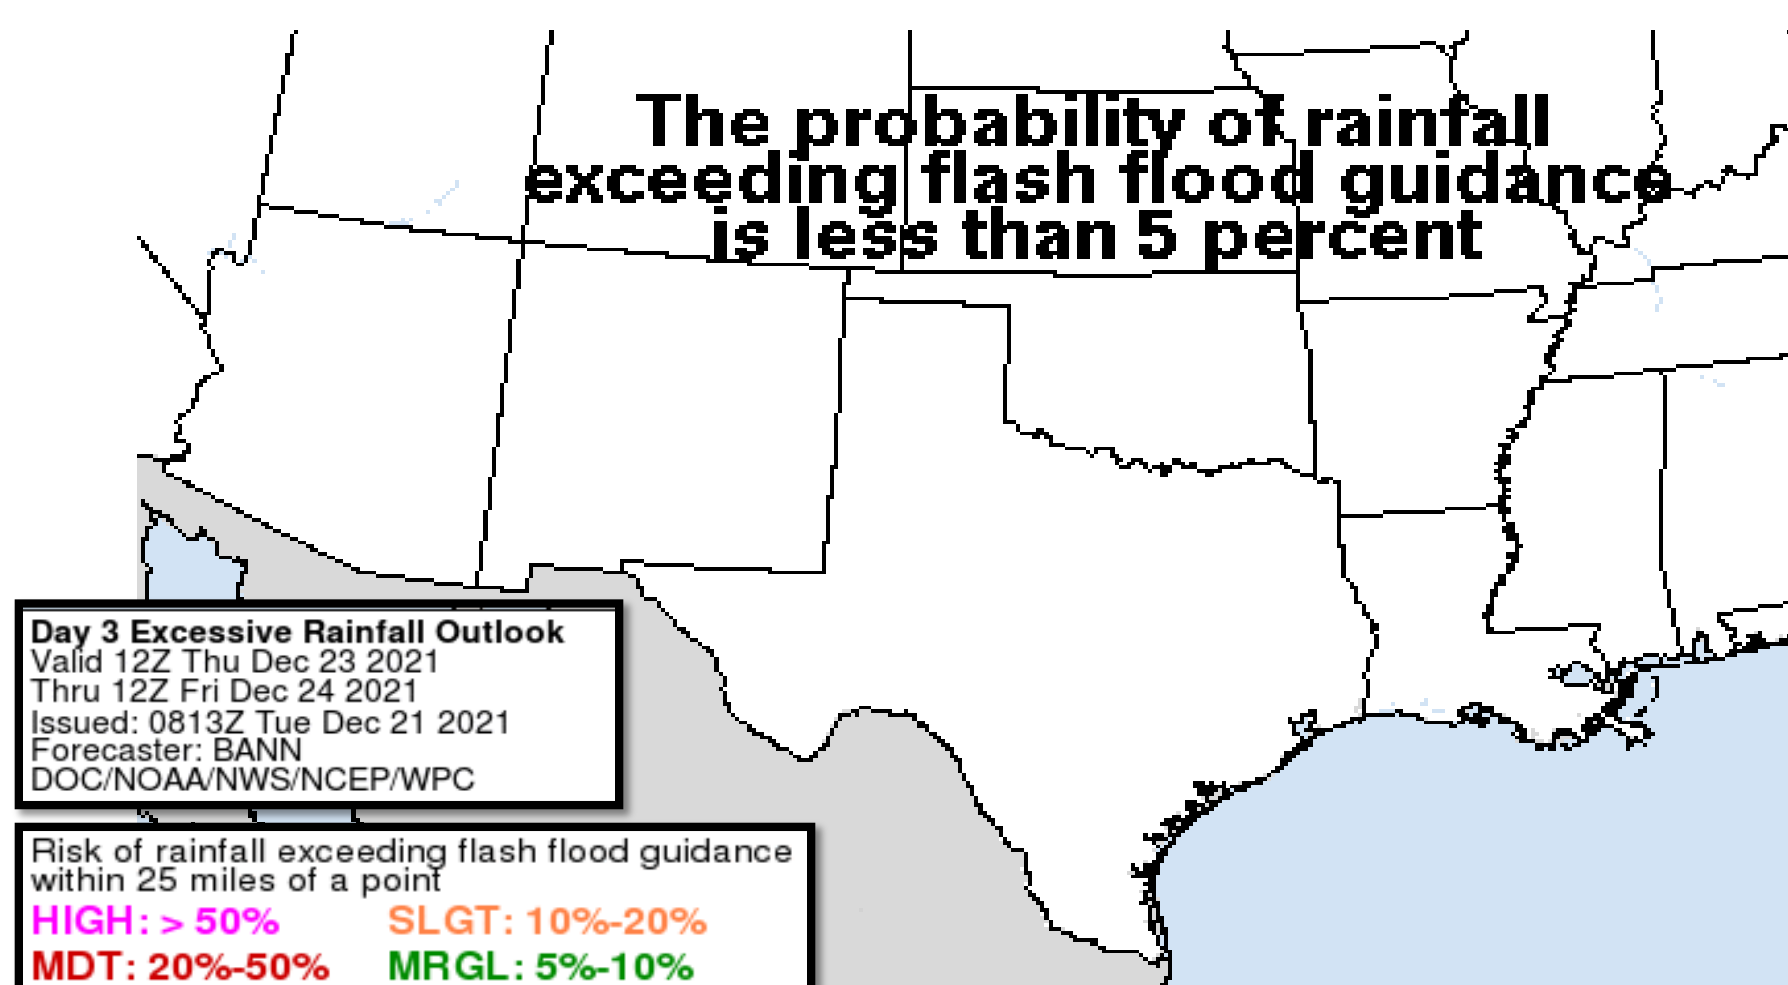 The probability of rainfall
exceeding flash flood guidance
is less than 5 percent
Day 3 Excessive Rainfall Outlook
Valid 12Z Thu Dec 23 2021
Thru 12Z Fri Dec 24 2021
Issued: 0813Z Tue Dec 21 2021
Forecaster: BANN
DOC/NOAA/NWS/NCEP/WPC
Risk of rainfall exceeding flash flood guidance
within 25 miles of a point
HIGH: > 50% SLGT: 10%-20%
MDT: 20%-50% MRGL: 5%-10%